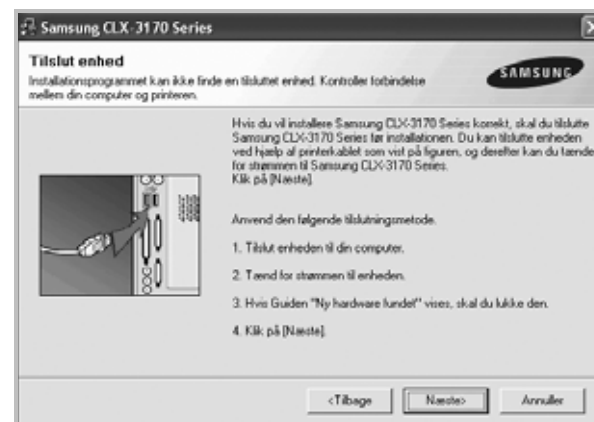 Samsung CLX-3170 Series
Tilslut enhed
Installationsprogrammet kan ikke finde en tilsluttet enhed. Kontroller forbindelse
mellem din computer og printeren.
SAMSUNG
Hvis du vil installere Samsung CLX-3170 Series korrekt, skal du tilslutte
Samsung CLX-3170 Series før installationen. Du kan tilslutte enheden
ved hjælp af printerkablet som vist på figuren, og derefter kan du tænde
for strømmen til Samsung CLX-3170 Series.
Klik på [Næste].
Anvend den følgende tilslutningsmetode.
1. Tilslut enheden til din computer.
2. Tænd for strømmen til enheden.
3. Hvis Guiden "Ny hardware fundet" vises, skal du lukke den.
4. Klik på [Næste].
<Tilbage
Næste>
Annuller